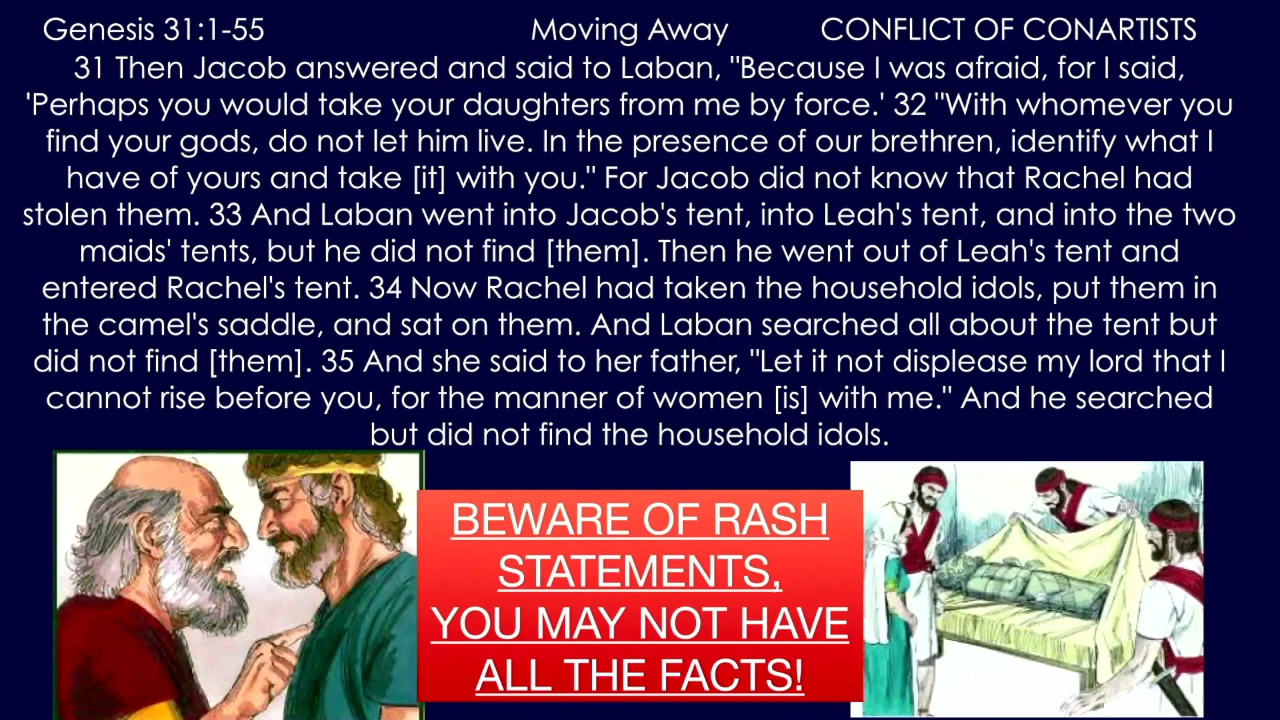 Genesis 31:1-55 Moving Away CONFLICT OF CONARTISTS
31 Then Jacob answered and said to Laban, "Because I was afraid, for I said,
'Perhaps you would take your daughters from me by force.' 32 "With whomever you
find your gods, do not let him live. In the presence of our brethren, identify what I
have of yours and take [it] with you." For Jacob did not know that Rachel had
stolen them. 33 And Laban went into Jacob's tent, into Leah's tent, and into the two
maids' tents, but he did not find [them]. Then he went out of Leah's tent and
entered Rachel's tent. 34 Now Rachel had taken the household idols, put them in
the camel's saddle, and sat on them. And Laban searched all about the tent but
did not find [them]. 35 And she said to her father, "Let it not displease my lord that I
cannot rise before you, for the manner of women [is] with me." And he searched
but did not find the household idols.
BEWARE OF RASH
STATEMENTS,
YOU MAY NOT HAVE
ALL THE FACTS!